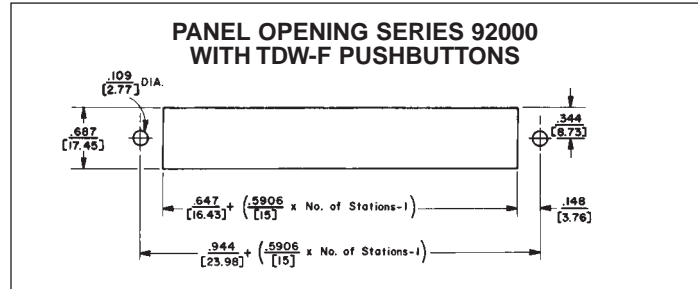 PANEL OPENING SERIES 92000
WITH TDW-F PUSHBUTTONS
.109
[2.77] DIA.
.687
[17.45]
.344
[8.73]
.647
[16.43] + ( .5906
[15] x No. of Stations-1 )
.148
[3.76]
.944
[23.98] + ( .5906
[15] x No. of Stations-1 )